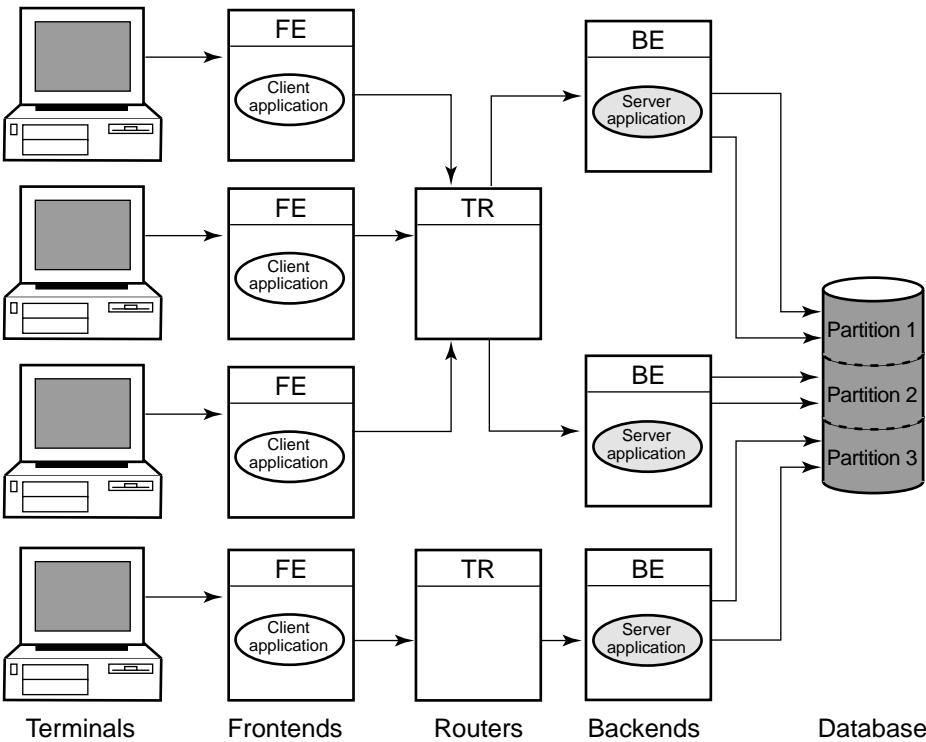 FE
Client
application
BE
Server
application
FE
Client
application
TR
Partition 1
FE
Client
application
BE
Server
application
Partition 2
Partition 3
FE
Client
application
TR
BE
Server
application
Terminals
Frontends
Routers
Backends
Database